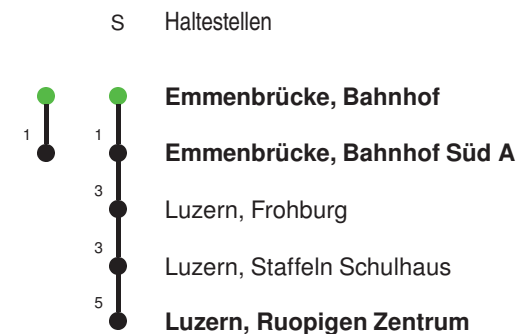 S Haltestellen
Emmenbrücke, Bahnhof
1 1 Emmenbrücke, Bahnhof Süd A
3 Luzern, Frohburg
3 Luzern, Staffeln Schulhaus
5 Luzern, Ruopigen Zentrum